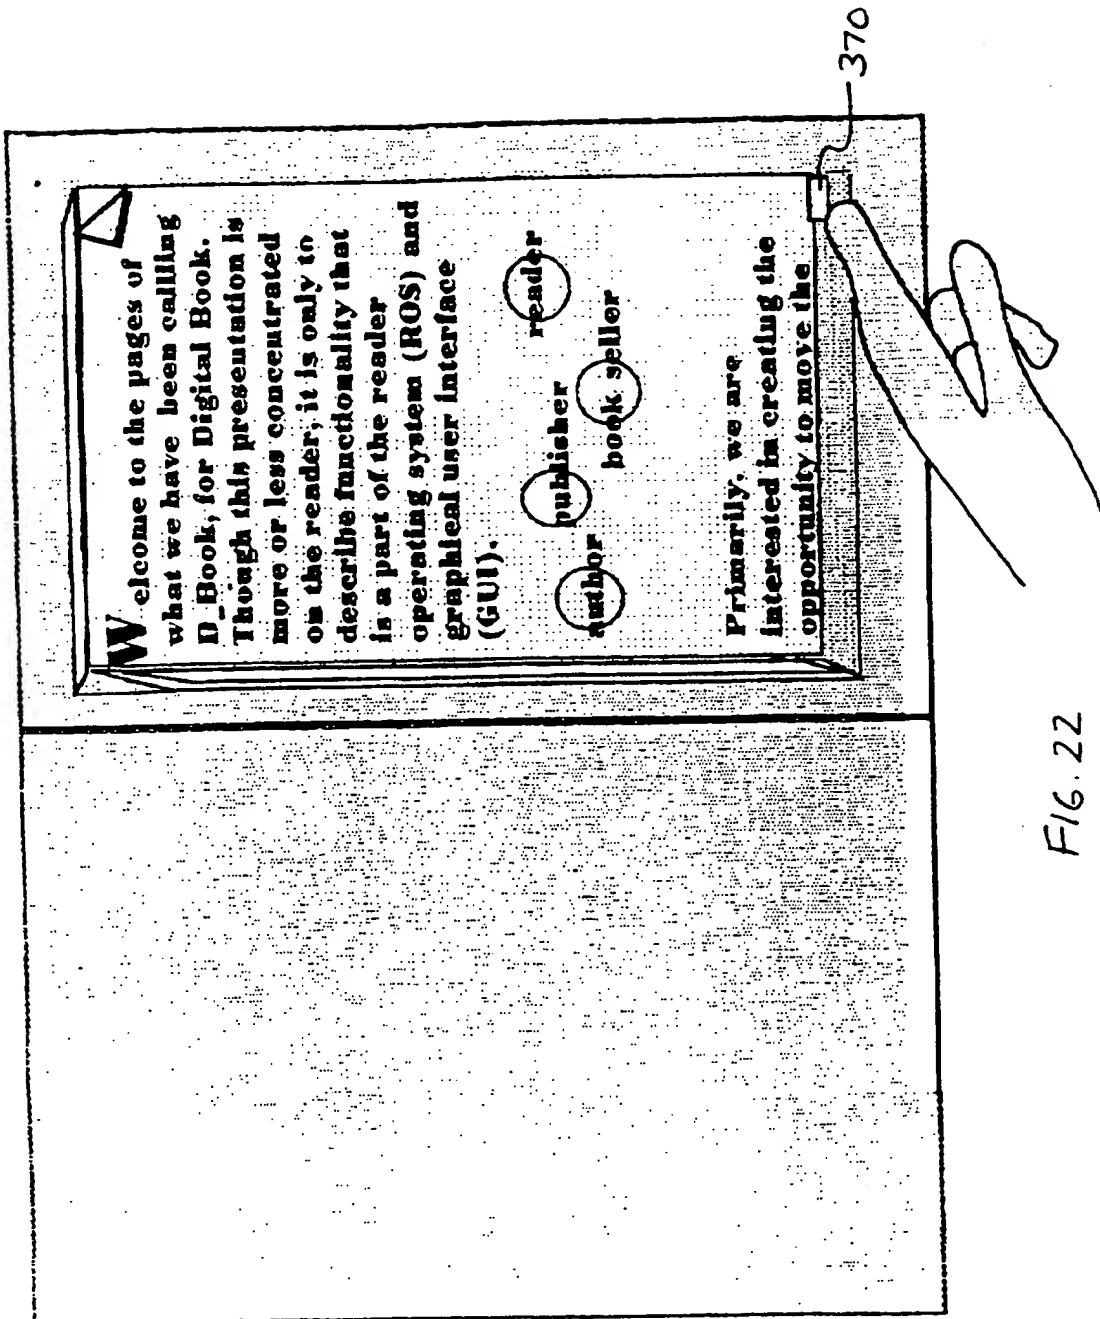 Welcome to the pages of
what we have been calling
D_Book, for Digital Book.
Though this presentation is
more or less concentrated
on the reader, it is only to
describe functionality that
is a part of the reader
operating system (ROS) and
graphical user interface
(GUI).
author
publisher
book seller
reader
Primarily, we are
interested in creating the
opportunity to move the
370
FIG. 22